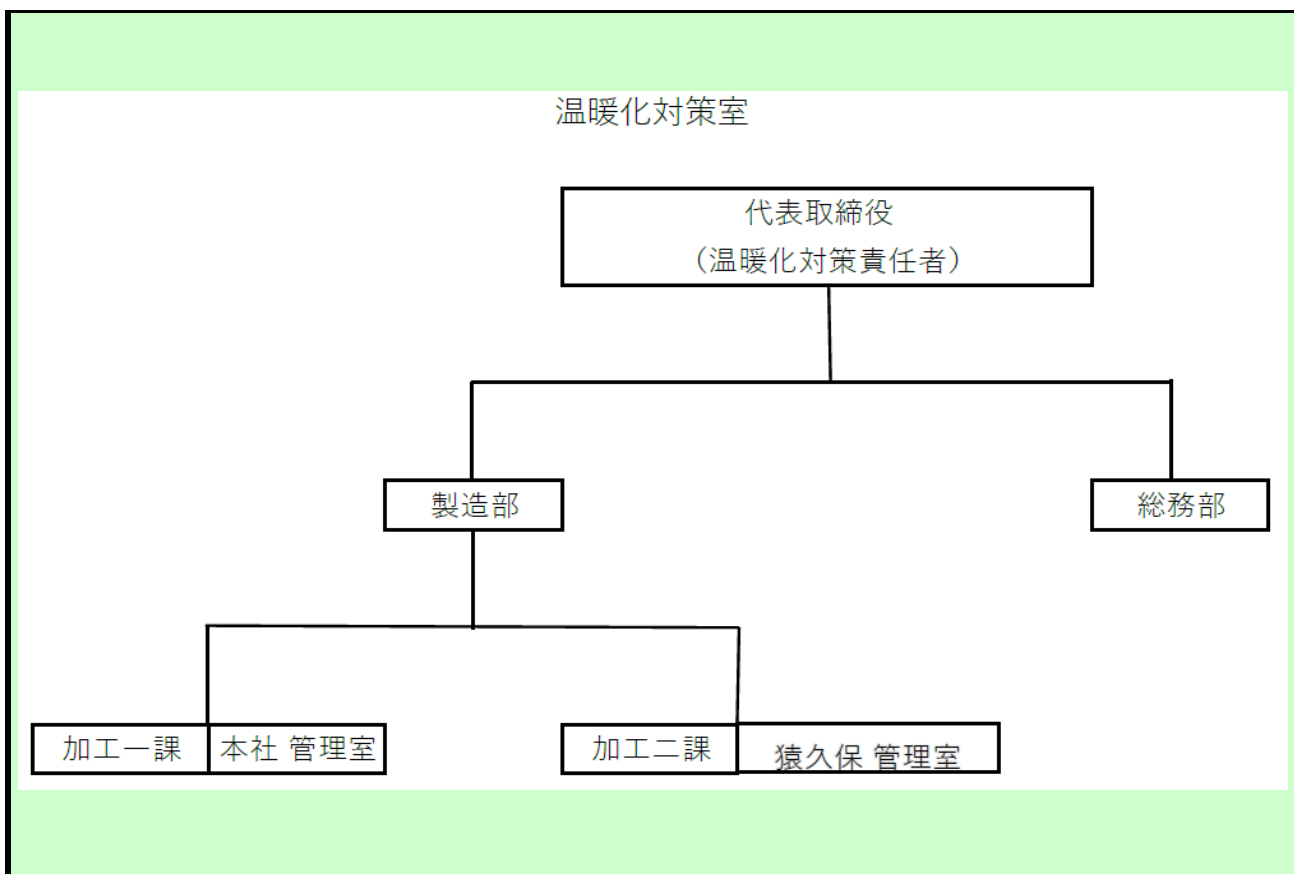 温暖化対策室
代表取締役
（温暖化対策責任者）
製造部
総務部
加工一課
本社 管理室
加工二課
猿久保 管理室